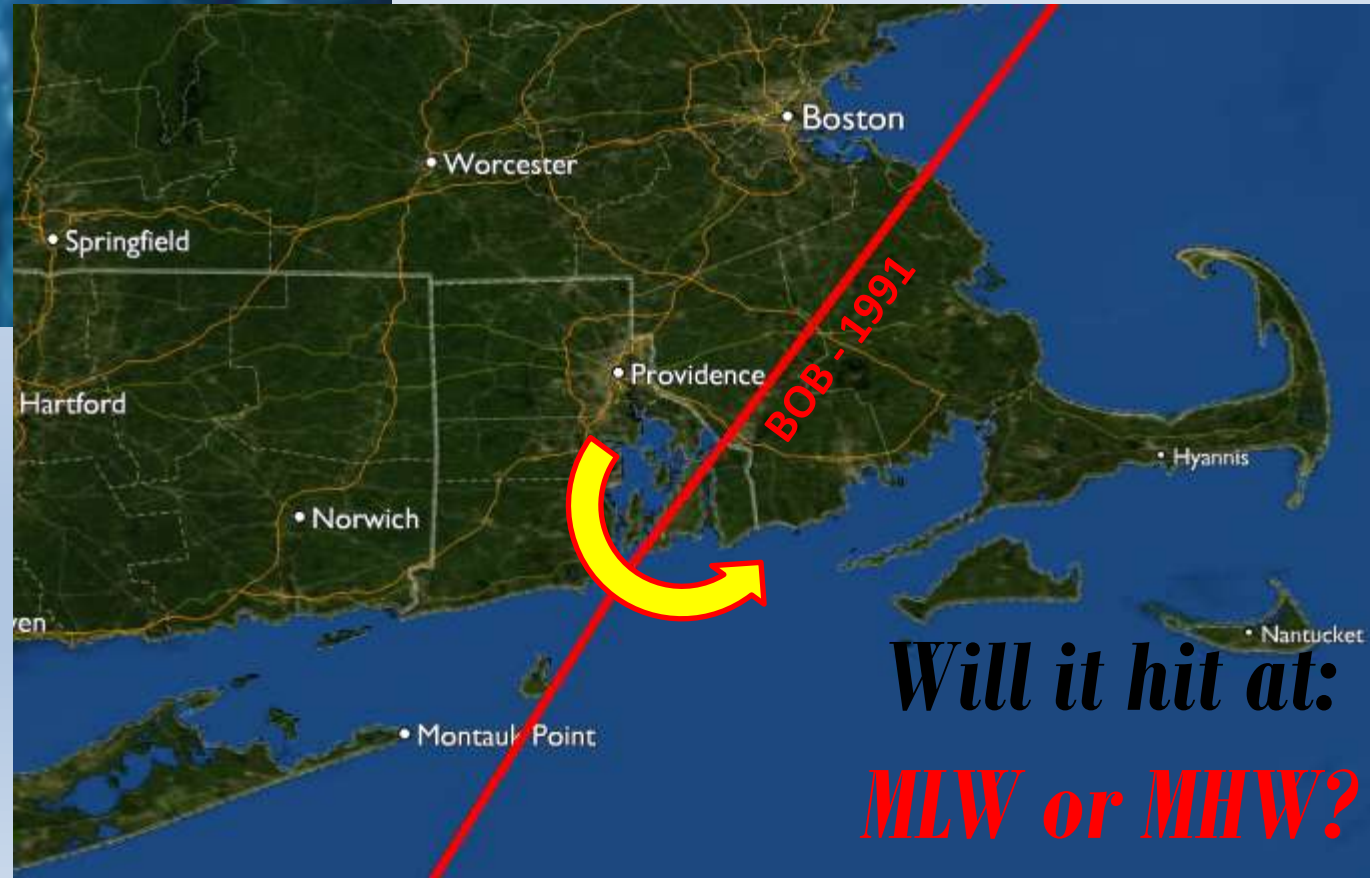 Boston
Worcester
Springfield
BOB - 1991
Providence
Hartford
Hyannis
Norwich
ven
Nantucket
Will it hit at:
Montauk Point
MLW or MHW?